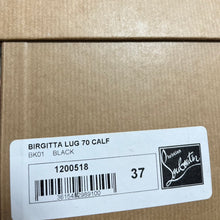 BIRGITTA LUG 70 CALF
BK01 BLACK
1200518
37
Christian
Louboutin